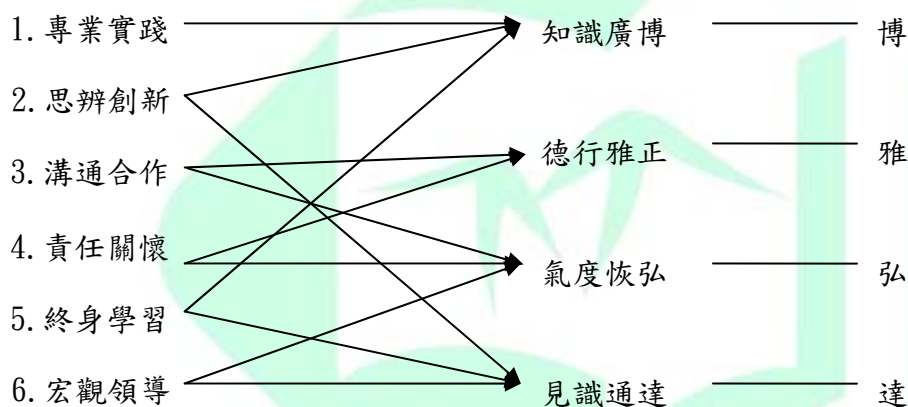 1.專業實踐 知識廣博 博
2.思辨創新
3.溝通合作 德行雅正 雅
4.責任關懷 氣度恢弘 弘
5.終身學習
6.宏觀領導 見識通達 達